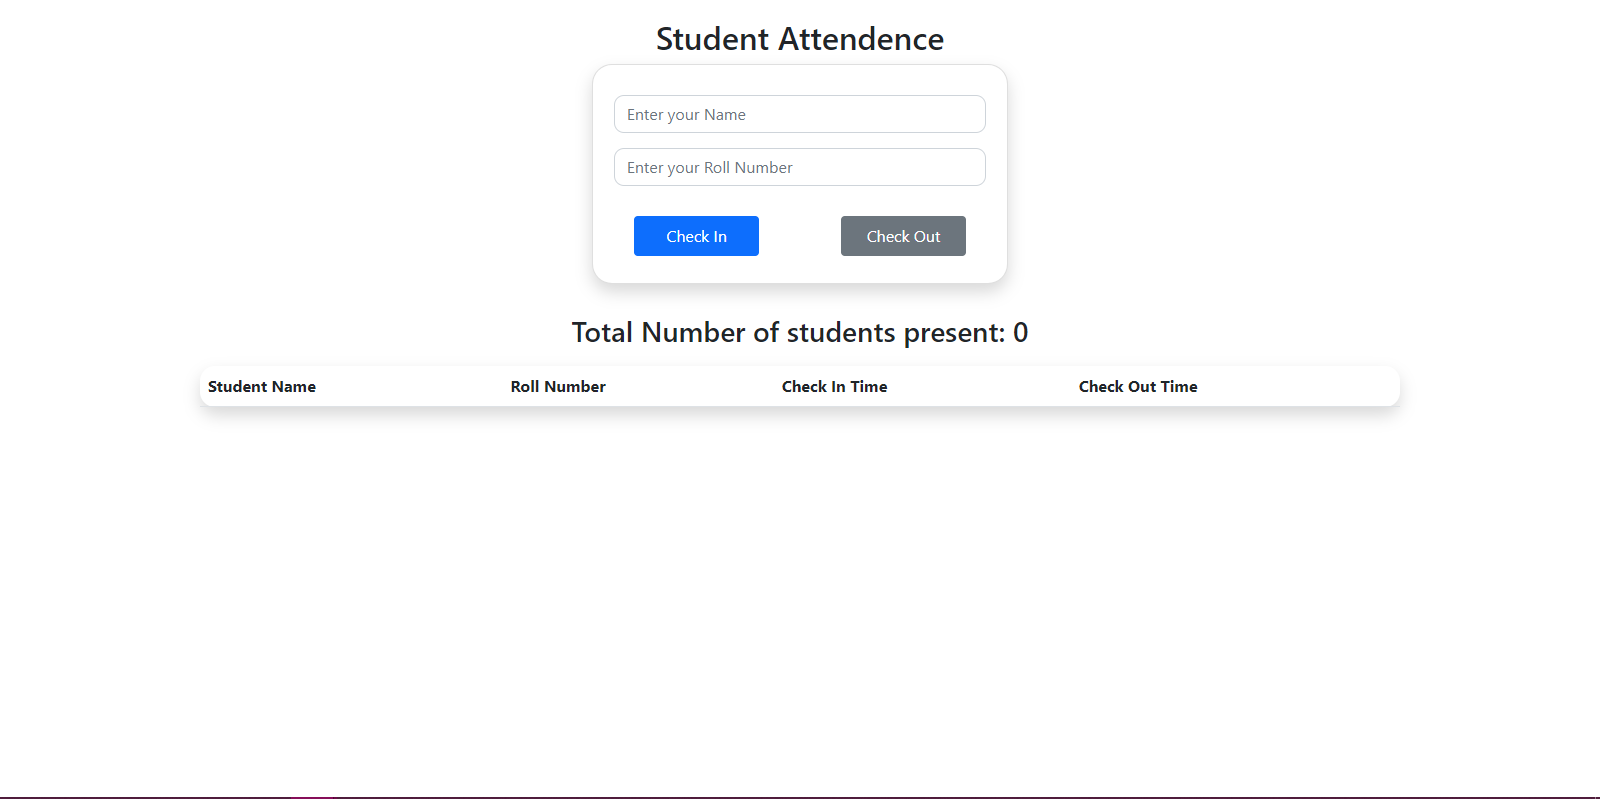 Student Attendence
Enter your Name
Enter your Roll Number
Check In Check Out
Total Number of students present: 0
Student Name Roll Number Check In Time Check Out Time